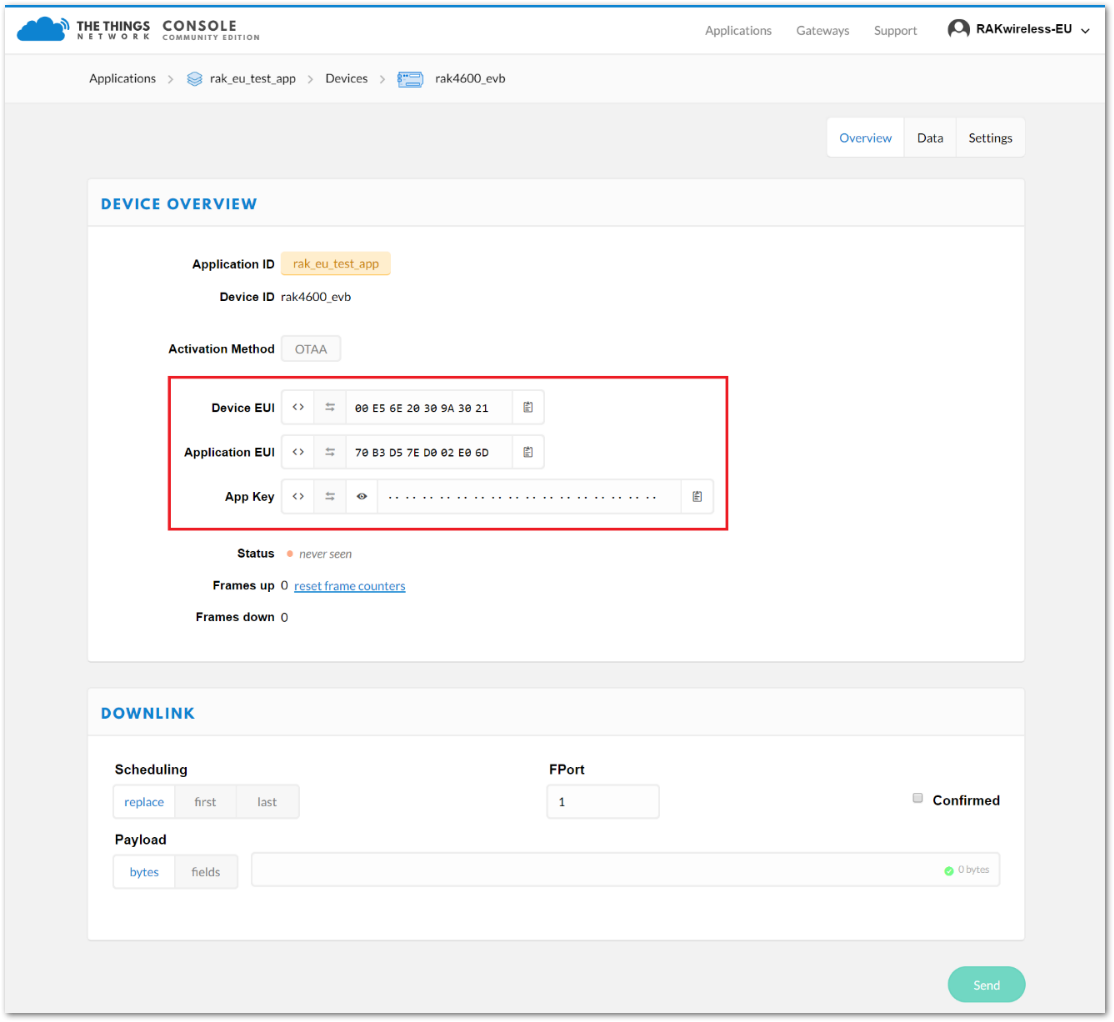 THE THINGS NETWORK CONSOLE COMMUNITY EDITION
Applications Gateways Support RAKwireless-EU
Applications > rak_eu_test_app > Devices > rak4600_evb
Overview Data Settings
DEVICE OVERVIEW
Application ID rak_eu_test_app
Device ID rak4600_evb
Activation Method OTAA
Device EUI 00 E5 6E 20 30 9A 30 21
Application EUI 70 B3 D5 7E D0 02 E0 6D
App Key
Status never seen
Frames up 0 reset frame counters
Frames down 0
DOWNLINK
Scheduling FPort
replace first last 1 Confirmed
Payload
bytes fields 0 bytes
Send